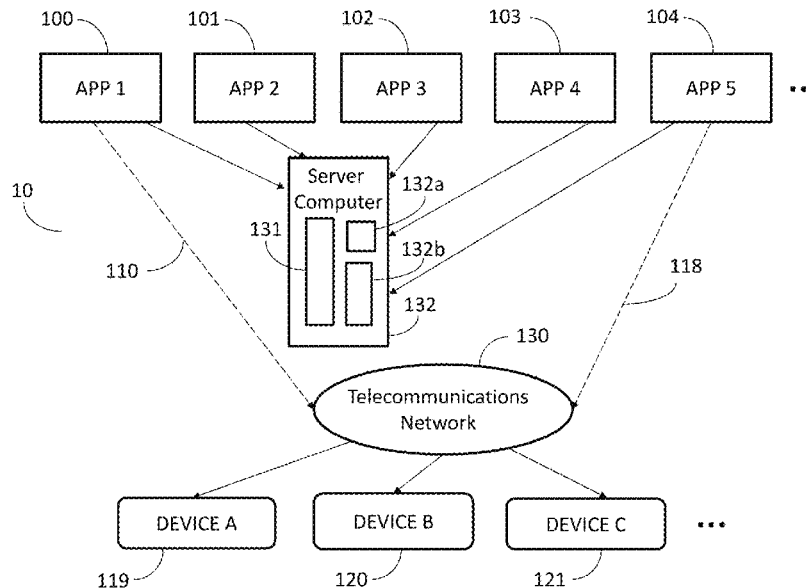 100
101
102
103
104
APP 1
APP 2
APP 3
APP 4
APP 5
Server
Computer
132a
10
131
132b
110
118
132
130
Telecommunications
Network
DEVICE A
DEVICE B
DEVICE C
119
120
121